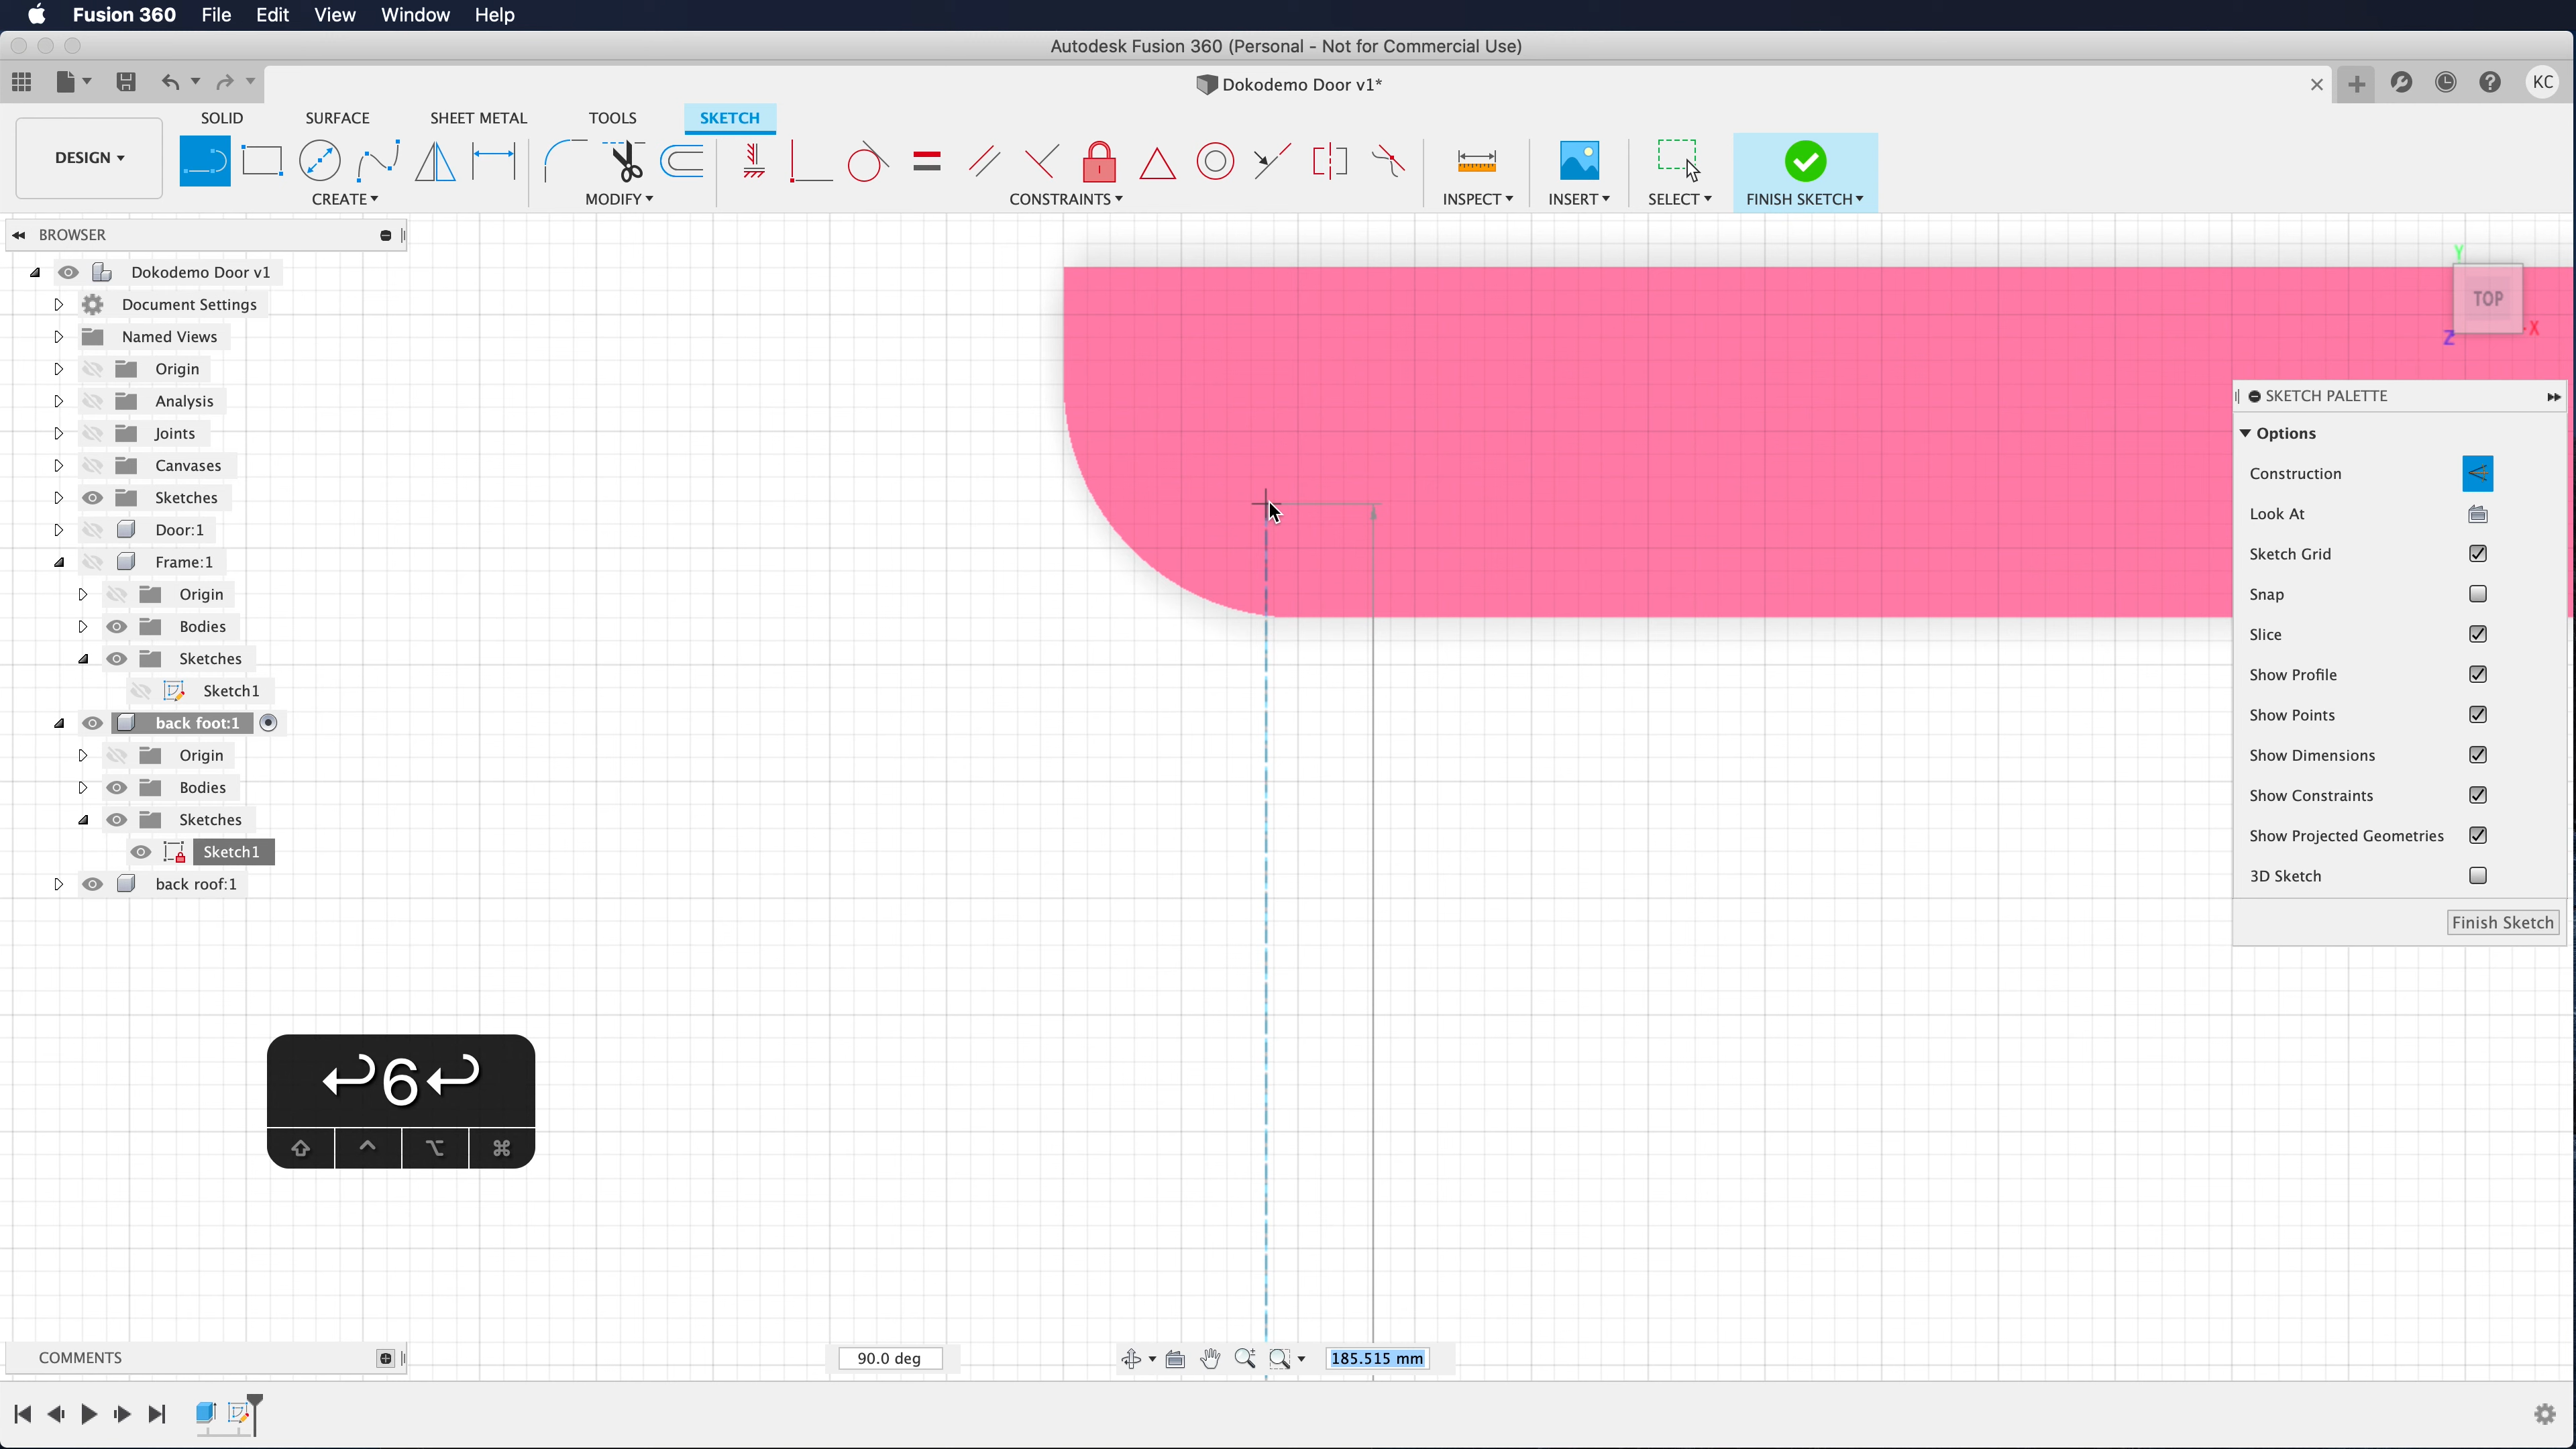 Fusion 360 File Edit View Window Help
Autodesk Fusion 360 (Personal - Not for Commercial Use)
Dokodemo Door v1*
KC
SOLID SURFACE SHEET METAL TOOLS SKETCH
DESIGN
CREATE MODIFY CONSTRAINTS INSPECT INSERT SELECT FINISH SKETCH
BROWSER
Dokodemo Door v1
Document Settings
Named Views
Origin
Analysis
Joints
Canvases
Sketches
Door:1
Frame:1
Origin
Bodies
Sketches
Sketch1
back foot:1
Origin
Bodies
Sketches
Sketch1
back roof:1
Y
TOP
X
Z
SKETCH PALETTE
Options
Construction
Look At
Sketch Grid
Snap
Slice
Show Profile
Show Points
Show Dimensions
Show Constraints
Show Projected Geometries
3D Sketch
Finish Sketch
↩6↩
⇧ ^ ⌥ ⌘
COMMENTS
90.0 deg
185.515 mm